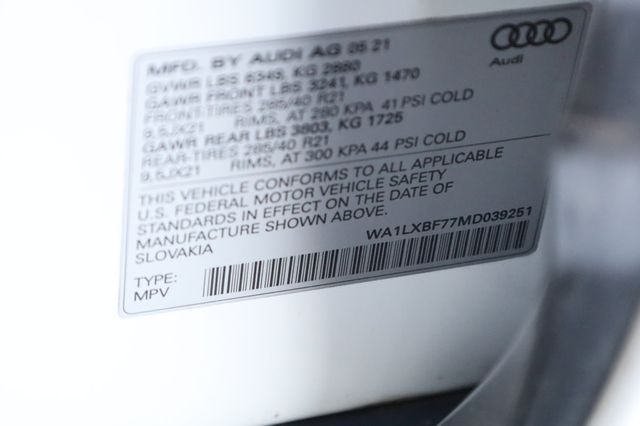 MFD. BY AUDI AG 05 21
Audi
GVWR LBS 6349, KG 2880
GAWR FRONT LBS 3241, KG 1470
FRONT-TIRES 285/40 R21
9,5JX21 RIMS, AT 280 KPA 41 PSI COLD
GAWR REAR LBS 3803, KG 1725
REAR-TIRES 285/40 R21
9,5JX21 RIMS, AT 300 KPA 44 PSI COLD
THIS VEHICLE CONFORMS TO ALL APPLICABLE
U.S. FEDERAL MOTOR VEHICLE SAFETY
STANDARDS IN EFFECT ON THE DATE OF
MANUFACTURE SHOWN ABOVE.
SLOVAKIA
WA1LXBF77MD039251
TYPE:
MPV